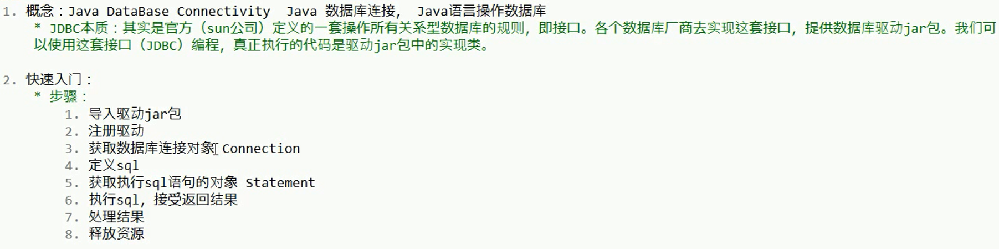 1. 概念：Java DataBase Connectivity  Java 数据库连接， Java语言操作数据库
* JDBC本质：其实是官方（sun公司）定义的一套操作所有关系型数据库的规则，即接口。各个数据库厂商去实现这套接口，提供数据库驱动jar包。我们可
以使用这套接口（JDBC）编程，真正执行的代码是驱动jar包中的实现类。
2. 快速入门：
* 步骤：
1. 导入驱动jar包
2. 注册驱动
3. 获取数据库连接对象 Connection
4. 定义sql
5. 获取执行sql语句的对象 Statement
6. 执行sql，接受返回结果
7. 处理结果
8. 释放资源